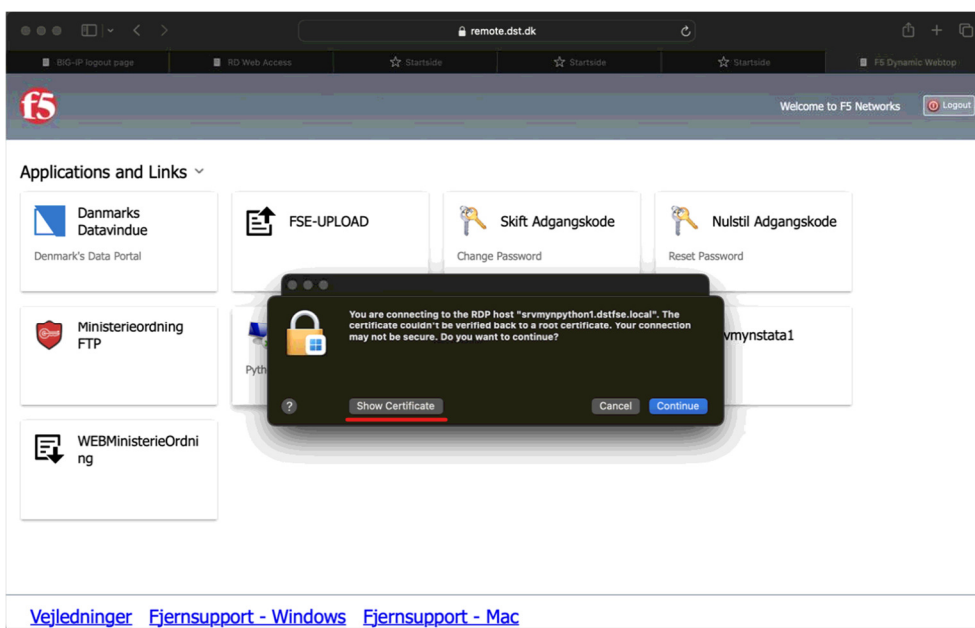 remote.dst.dk
BIG-IP logout page
RD Web Access
Startside
Startside
Startside
F5 Dynamic Webtop
f5
Welcome to F5 Networks
Logout
Applications and Links
Danmarks
Datavindue
Denmark's Data Portal
FSE-UPLOAD
Skift Adgangskode
Change Password
Nulstil Adgangskode
Reset Password
Ministerieordning
FTP
Pyth
vmynstata1
You are connecting to the RDP host "srvmynpython1.dstfse.local". The
certificate couldn't be verified back to a root certificate. Your connection
may not be secure. Do you want to continue?
?
Show Certificate
Cancel
Continue
WEBMinisterieOrdni
ng
Vejledninger Fjernsupport - Windows Fjernsupport - Mac